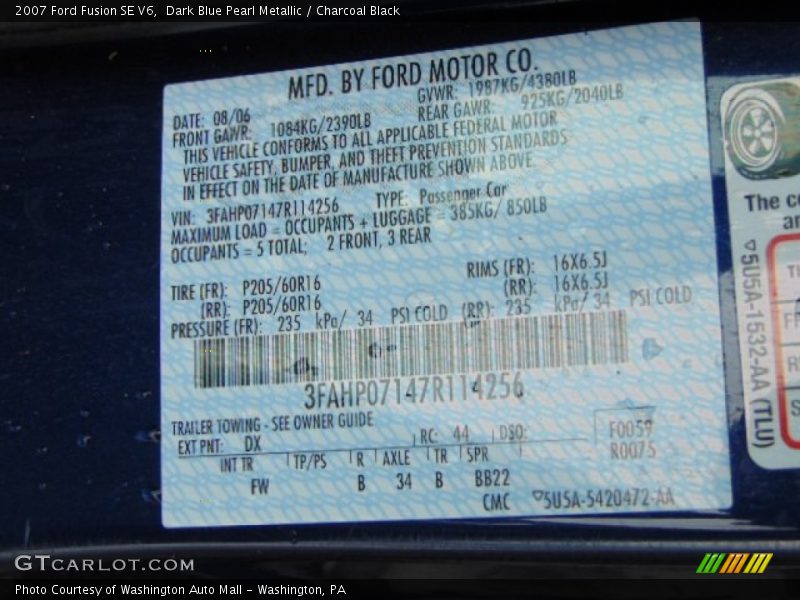 2007 Ford Fusion SE V6, Dark Blue Pearl Metallic / Charcoal Black
MFD. BY FORD MOTOR CO.
DATE: 08/06 GVWR: 1987KG/4380LB
FRONT GAWR: 1084KG/2390LB REAR GAWR: 925KG/2040LB
THIS VEHICLE CONFORMS TO ALL APPLICABLE FEDERAL MOTOR
VEHICLE SAFETY, BUMPER, AND THEFT PREVENTION STANDARDS
IN EFFECT ON THE DATE OF MANUFACTURE SHOWN ABOVE.
VIN: 3FAHP07147R114256 TYPE: Passenger Car
MAXIMUM LOAD = OCCUPANTS + LUGGAGE = 385KG/ 850LB
OCCUPANTS = 5 TOTAL; 2 FRONT, 3 REAR
TIRE (FR): P205/60R16 RIMS (FR): 16X6.5J
(RR): P205/60R16 (RR): 16X6.5J
PRESSURE (FR): 235 kPa/ 34 PSI COLD (RR): 235 kPa/ 34 PSI COLD
3FAHP07147R114256
TRAILER TOWING - SEE OWNER GUIDE
EXT PNT: DX RC: 44 DSO: F0059
R0075
INT TR TP/PS R AXLE TR SPR
FW B 34 B BB22
CMC 5U5A-5420472-AA
The co
an
5U5A-1532-AA (TLU)
GTCARLOT.COM
Photo Courtesy of Washington Auto Mall - Washington, PA